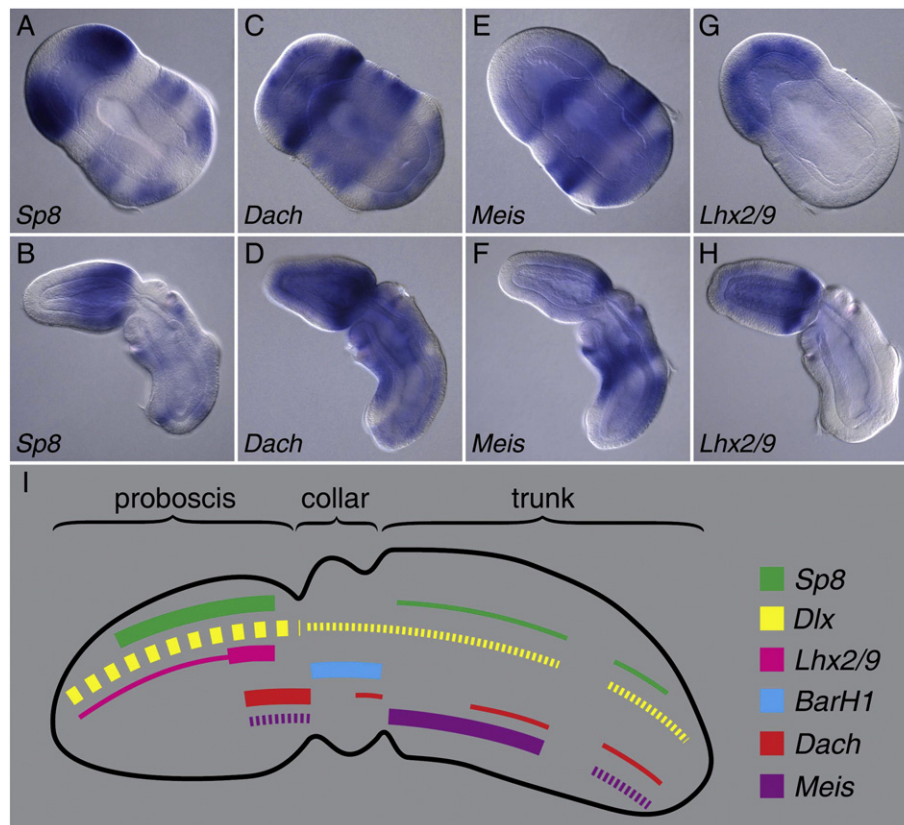 A
Sp8
C
Dach
E
Meis
G
Lhx2/9
B
Sp8
D
Dach
F
Meis
H
Lhx2/9
I
proboscis
collar
trunk
Sp8
Dlx
Lhx2/9
BarH1
Dach
Meis